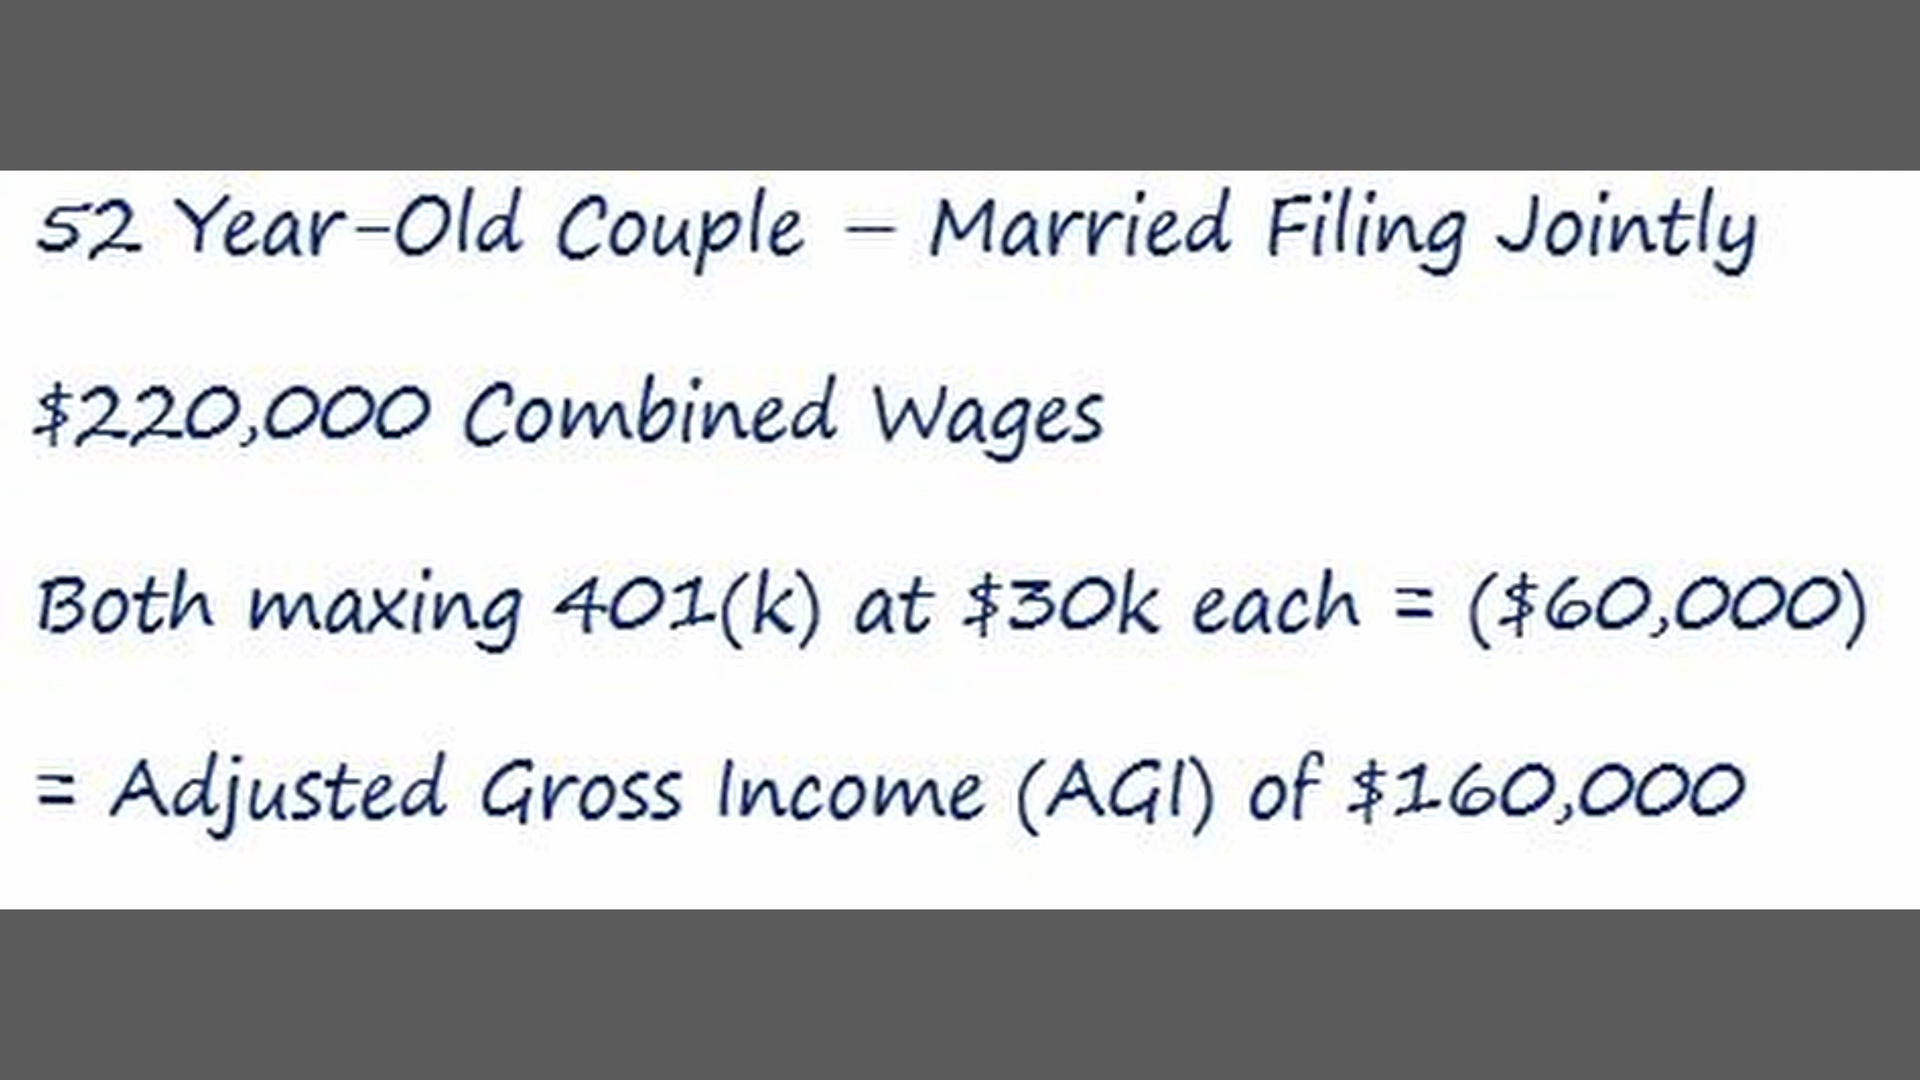 52 Year-Old Couple – Married Filing Jointly
$220,000 Combined Wages
Both maxing 401(k) at $30k each = ($60,000)
= Adjusted Gross Income (AGI) of $160,000